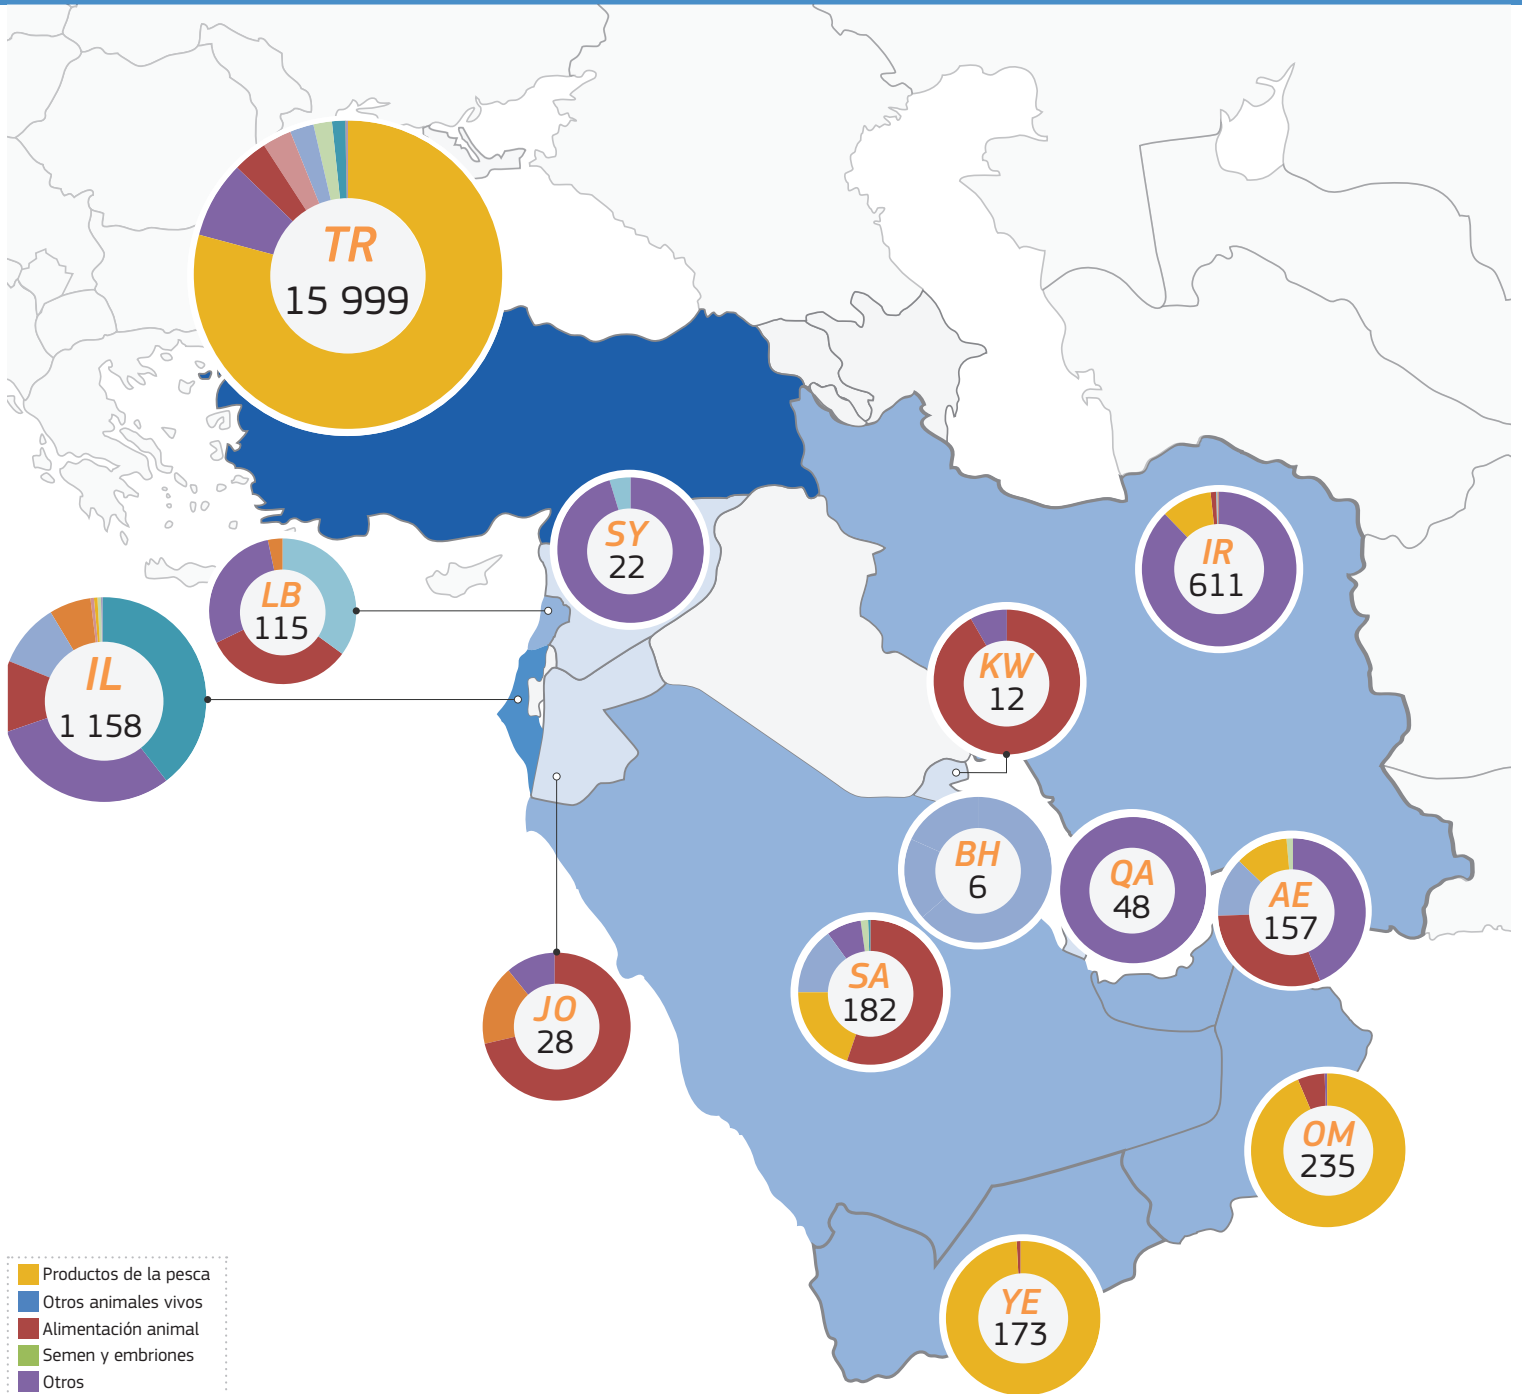 TR
15 999
SY
22
IR
611
LB
115
IL
1 158
KW
12
BH
6
QA
48
AE
157
SA
182
JO
28
OM
235
YE
173
Productos de la pesca
Otros animales vivos
Alimentación animal
Semen y embriones
Otros